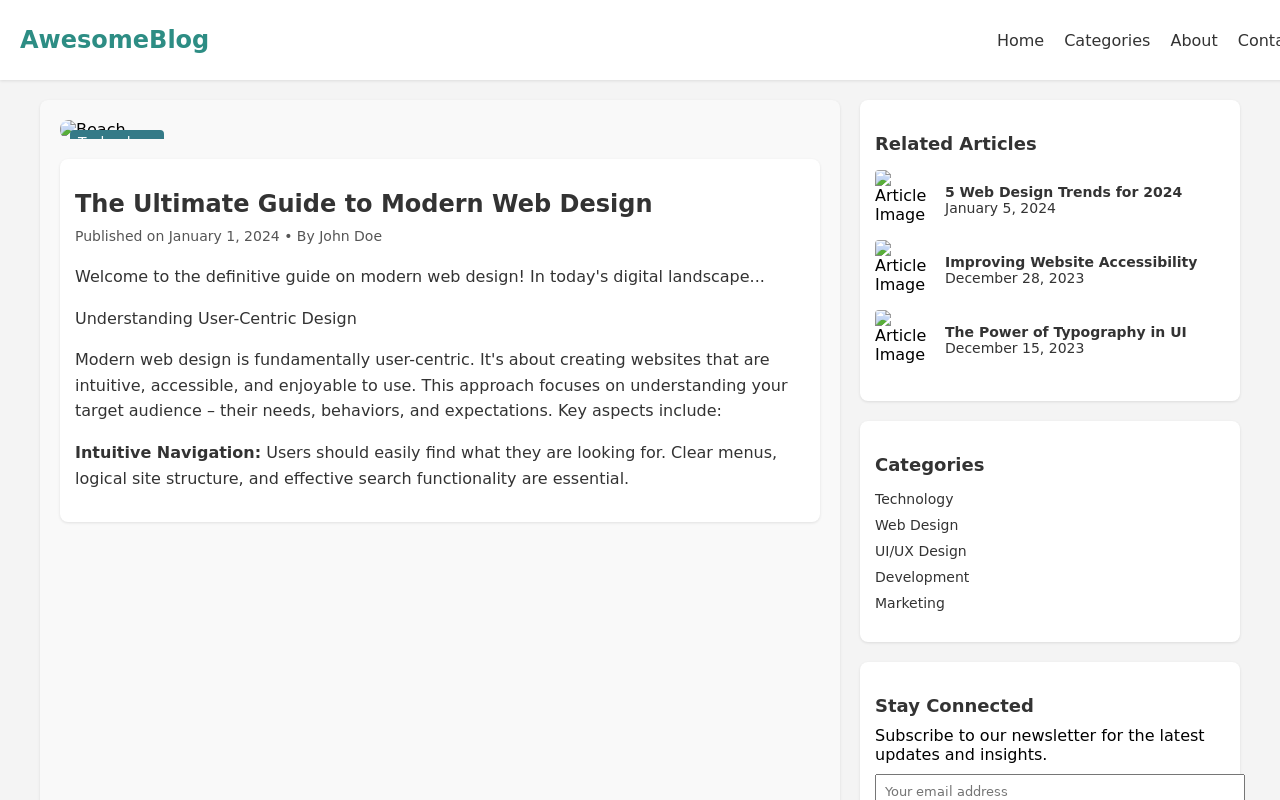 AwesomeBlog
Home Categories About
Beach
The Ultimate Guide to Modern Web Design
Published on January 1, 2024 • By John Doe
Welcome to the definitive guide on modern web design! In today's digital landscape...
Understanding User-Centric Design
Modern web design is fundamentally user-centric. It's about creating websites that are
intuitive, accessible, and enjoyable to use. This approach focuses on understanding your
target audience – their needs, behaviors, and expectations. Key aspects include:
Intuitive Navigation: Users should easily find what they are looking for. Clear menus,
logical site structure, and effective search functionality are essential.
Related Articles
Article
Image
5 Web Design Trends for 2024
January 5, 2024
Article
Image
Improving Website Accessibility
December 28, 2023
Article
Image
The Power of Typography in UI
December 15, 2023
Categories
Technology
Web Design
UI/UX Design
Development
Marketing
Stay Connected
Subscribe to our newsletter for the latest
updates and insights.
Your email address